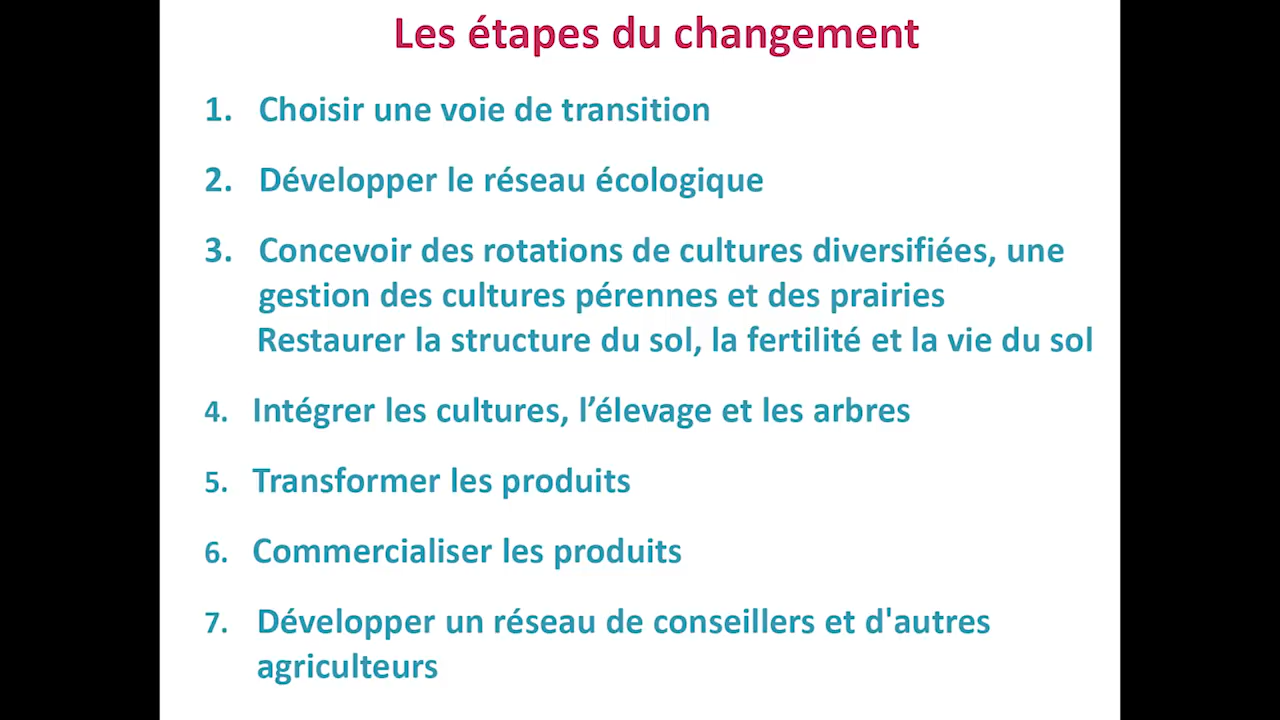 Les étapes du changement
1. Choisir une voie de transition
2. Développer le réseau écologique
3. Concevoir des rotations de cultures diversifiées, une
gestion des cultures pérennes et des prairies
Restaurer la structure du sol, la fertilité et la vie du sol
4. Intégrer les cultures, l’élevage et les arbres
5. Transformer les produits
6. Commercialiser les produits
7. Développer un réseau de conseillers et d'autres
agriculteurs